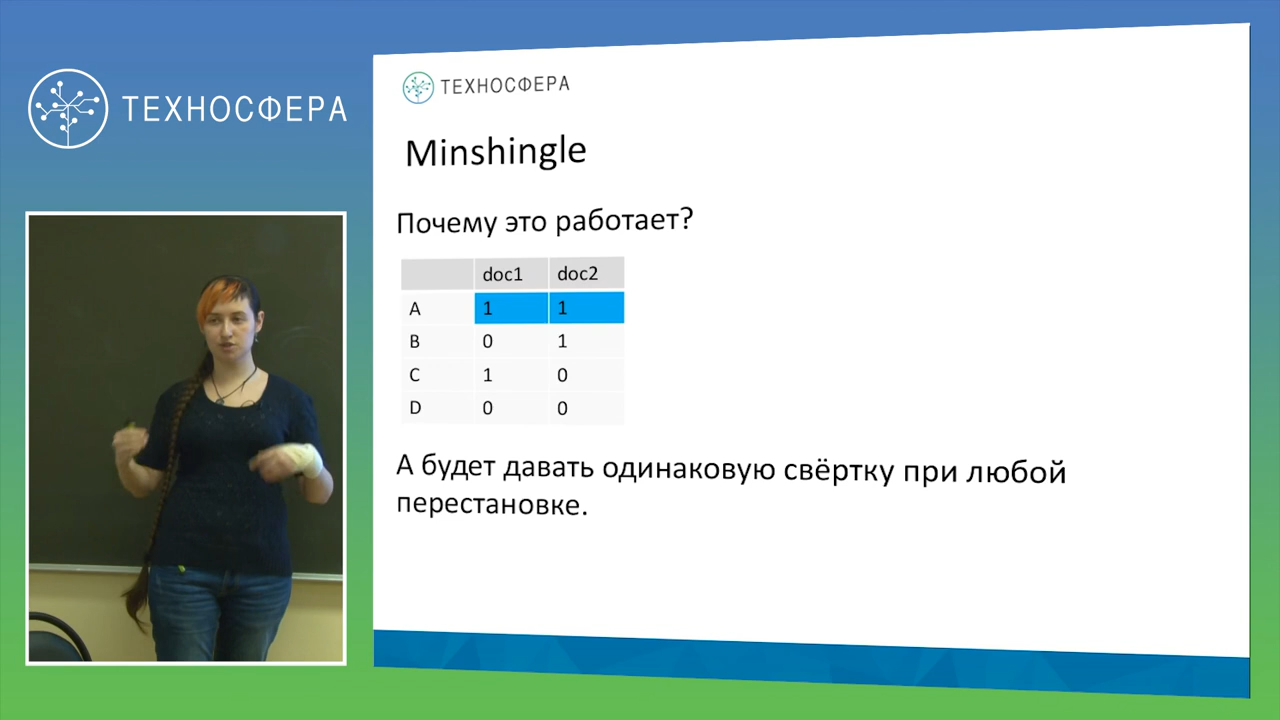 ТЕХНОСФЕРА
ТЕХНОСФЕРА
Minshingle
Почему это работает?
doc1 doc2
A 1 1
B 0 1
C 1 0
D 0 0
А будет давать одинаковую свёртку при любой
перестановке.